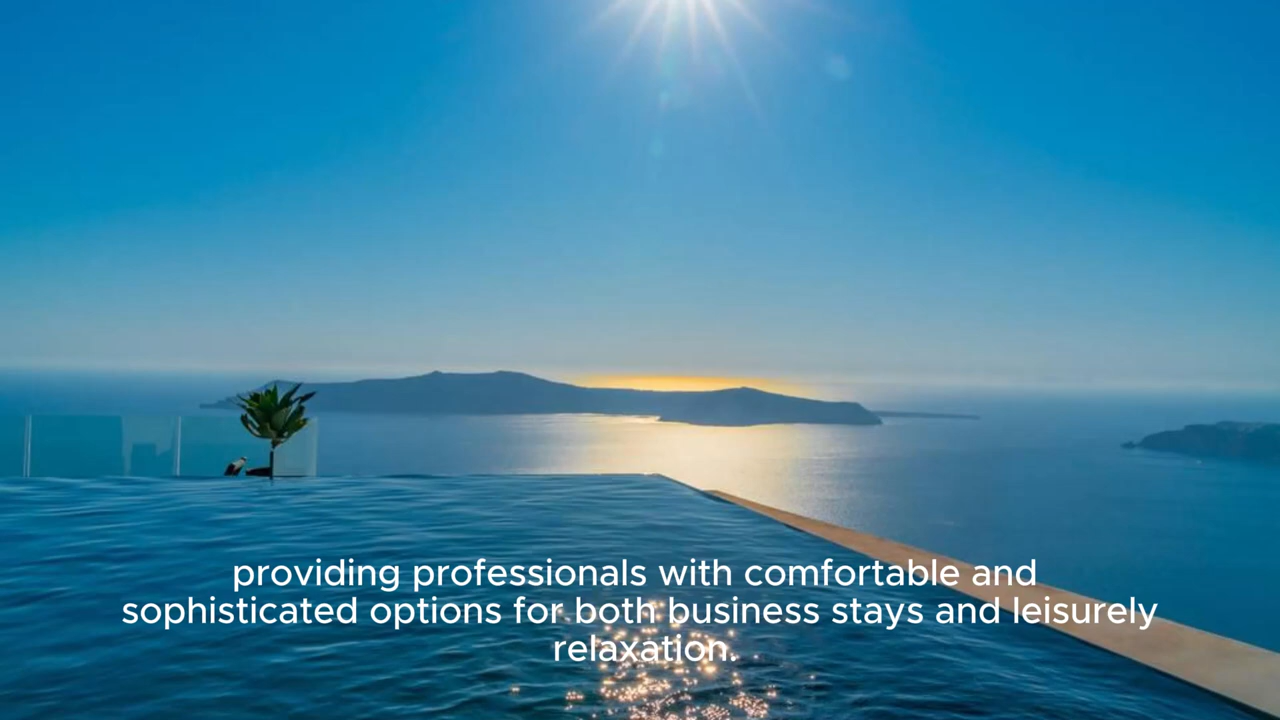 providing professionals with comfortable and
sophisticated options for both business stays and leisurely
relaxation.